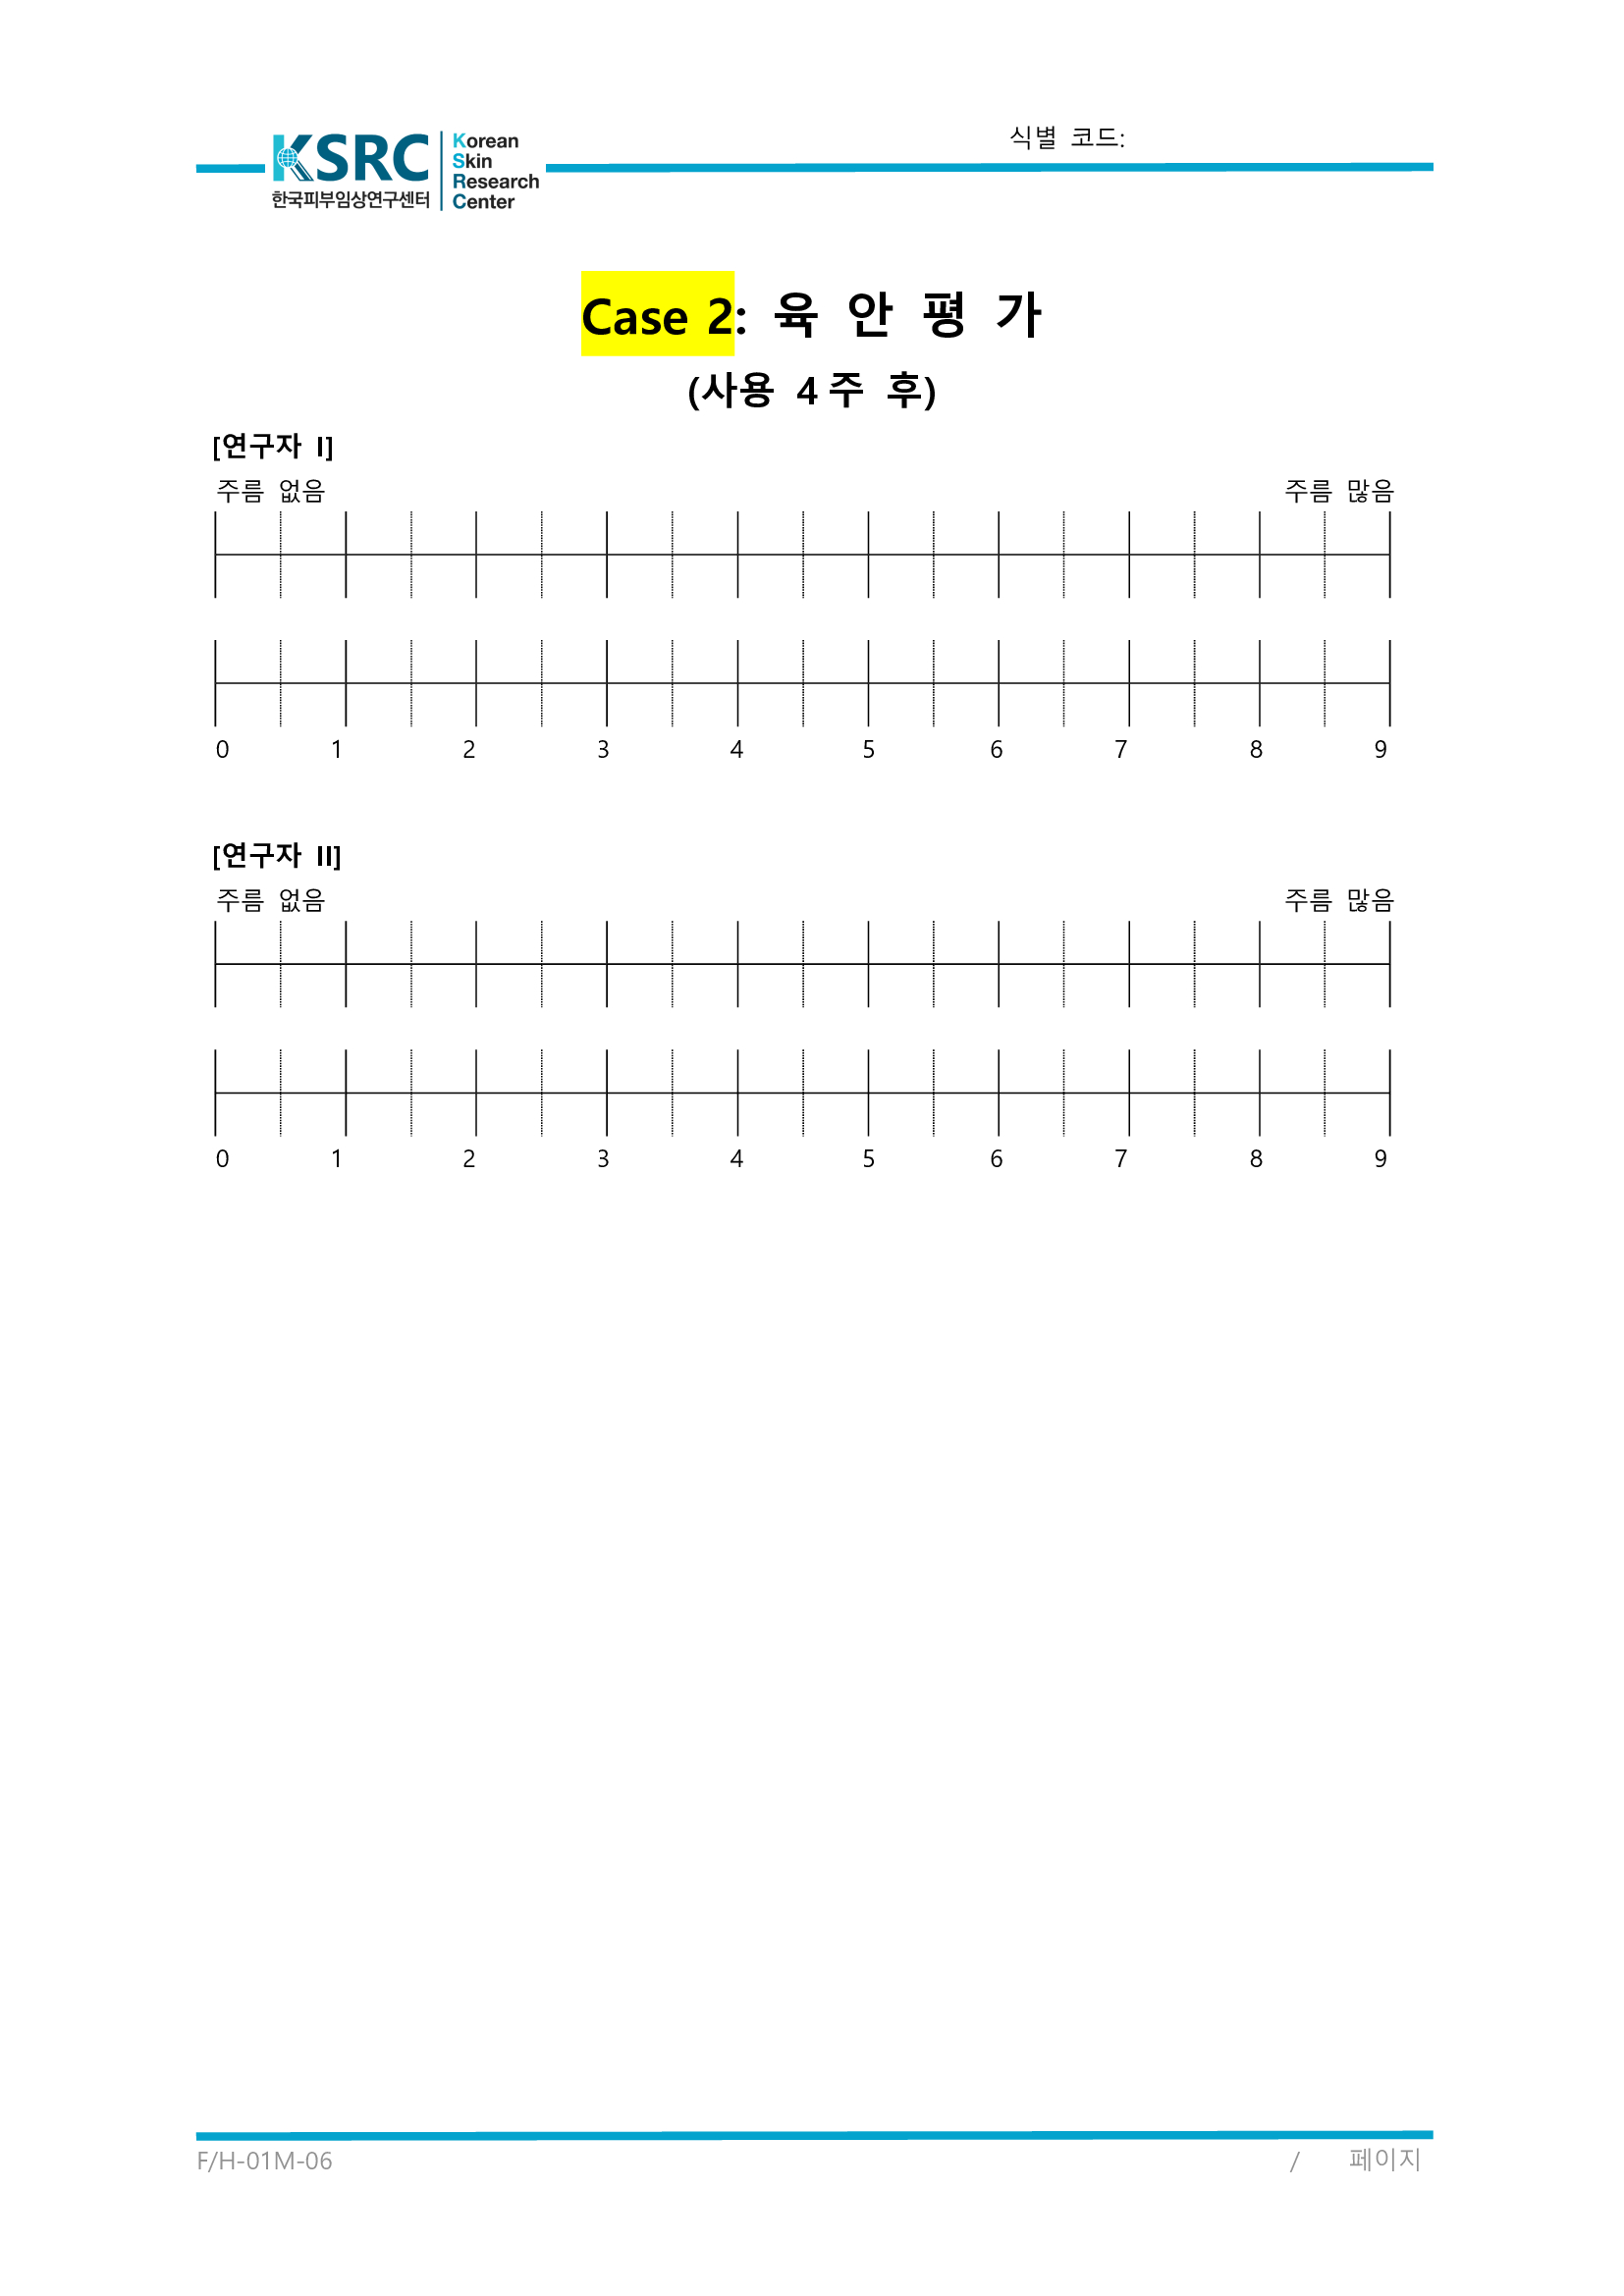 식별 코드:
KSRC
한국피부임상연구센터
Korean
Skin
Research
Center
Case 2: 육 안 평 가
(사용 4주 후)
[연구자 I]
주름 없음 주름 많음
0 1 2 3 4 5 6 7 8 9
[연구자 II]
주름 없음 주름 많음
0 1 2 3 4 5 6 7 8 9
F/H-01M-06 / 페이지